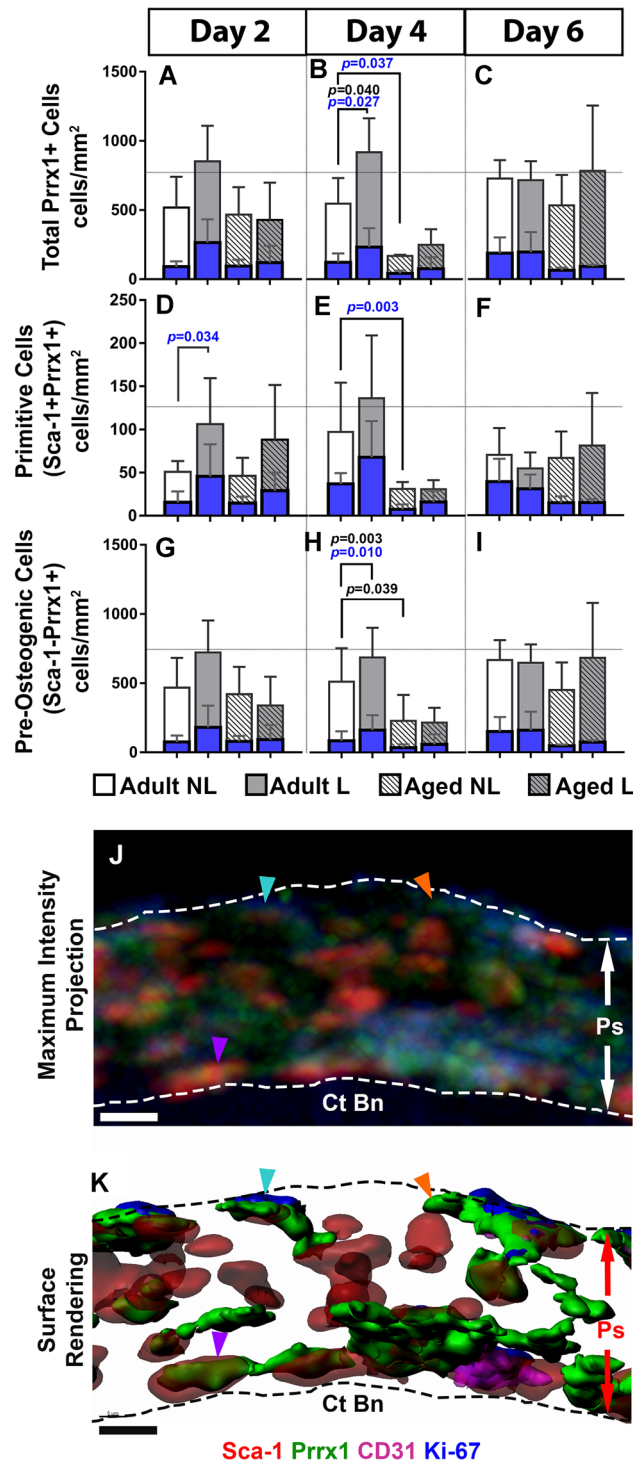 Day 2 Day 4 Day 6
Total Prrx1+ Cells
cells/mm²
1500
1000
500
0
A
B
p=0.037
p=0.040
p=0.027
C
Primitive Cells
(Sca-1+Prrx1+)
cells/mm²
250
200
150
100
50
0
D
p=0.034
E
p=0.003
F
Pre-Osteogenic Cells
(Sca-1-Prrx1+)
cells/mm²
1500
1000
500
0
G
H
p=0.003
p=0.010
p=0.039
I
Adult NL Adult L Aged NL Aged L
Maximum Intensity
Projection
J
Ps
Ct Bn
Surface
Rendering
K
Ps
Ct Bn
5 µm
Sca-1 Prrx1 CD31 Ki-67